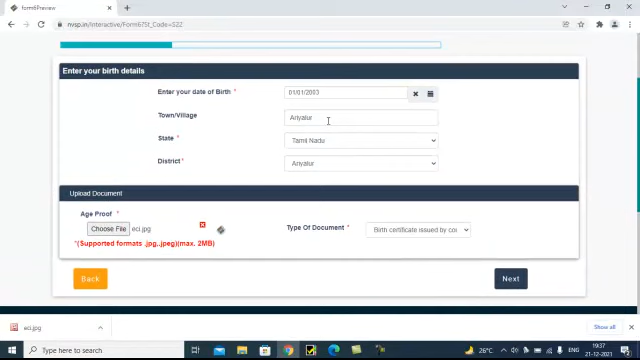 form6Preview
nvsp.in/interactive/Form6?St_Code=S22
Enter your birth details
Enter your date of Birth *
01/01/2003
Town/Village
Ariyalur
State *
Tamil Nadu
District *
Ariyalur
Upload Document
Age Proof *
Choose File eci.jpg
Type Of Document *
Birth certificate issued by
*(Supported formats .jpg,.jpeg)(max. 2MB)
Back
Next
eci.jpg
Show all
Type here to search
26°C
ENG
19:37
21-12-2021